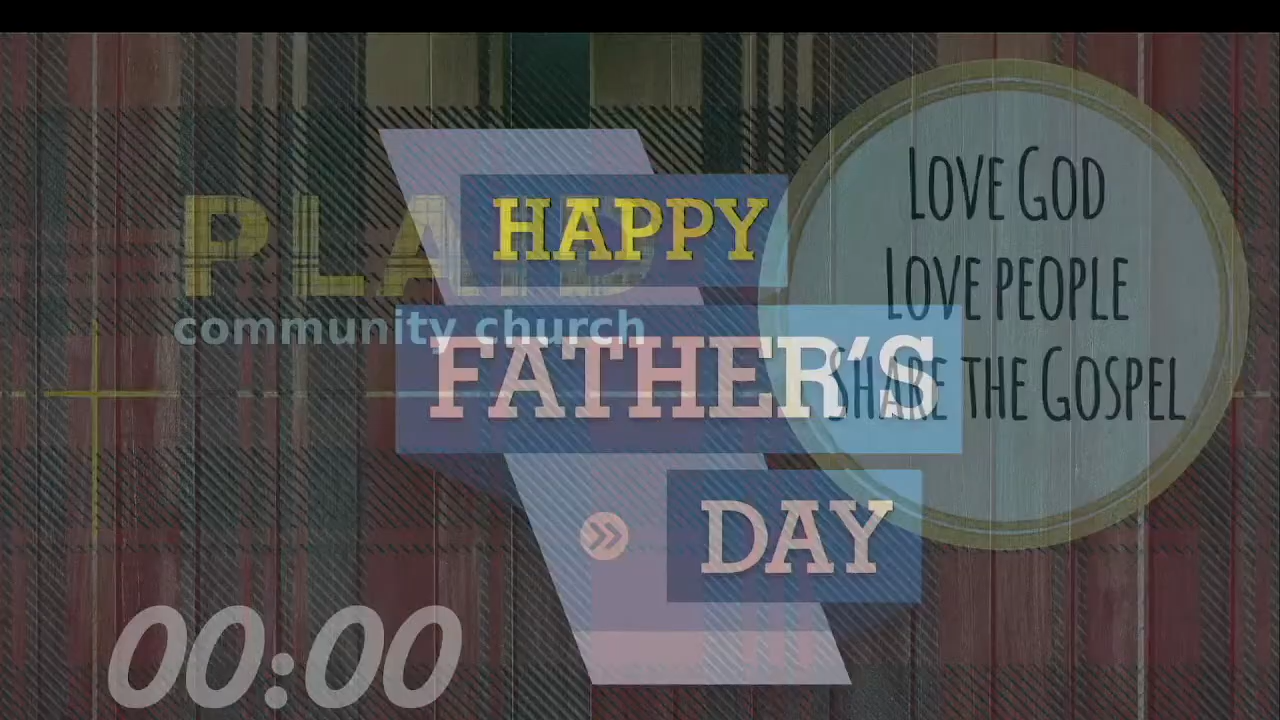 PLAID
community church
HAPPY
FATHER'S
DAY
LOVE GOD
LOVE PEOPLE
SHARE THE GOSPEL
00:00